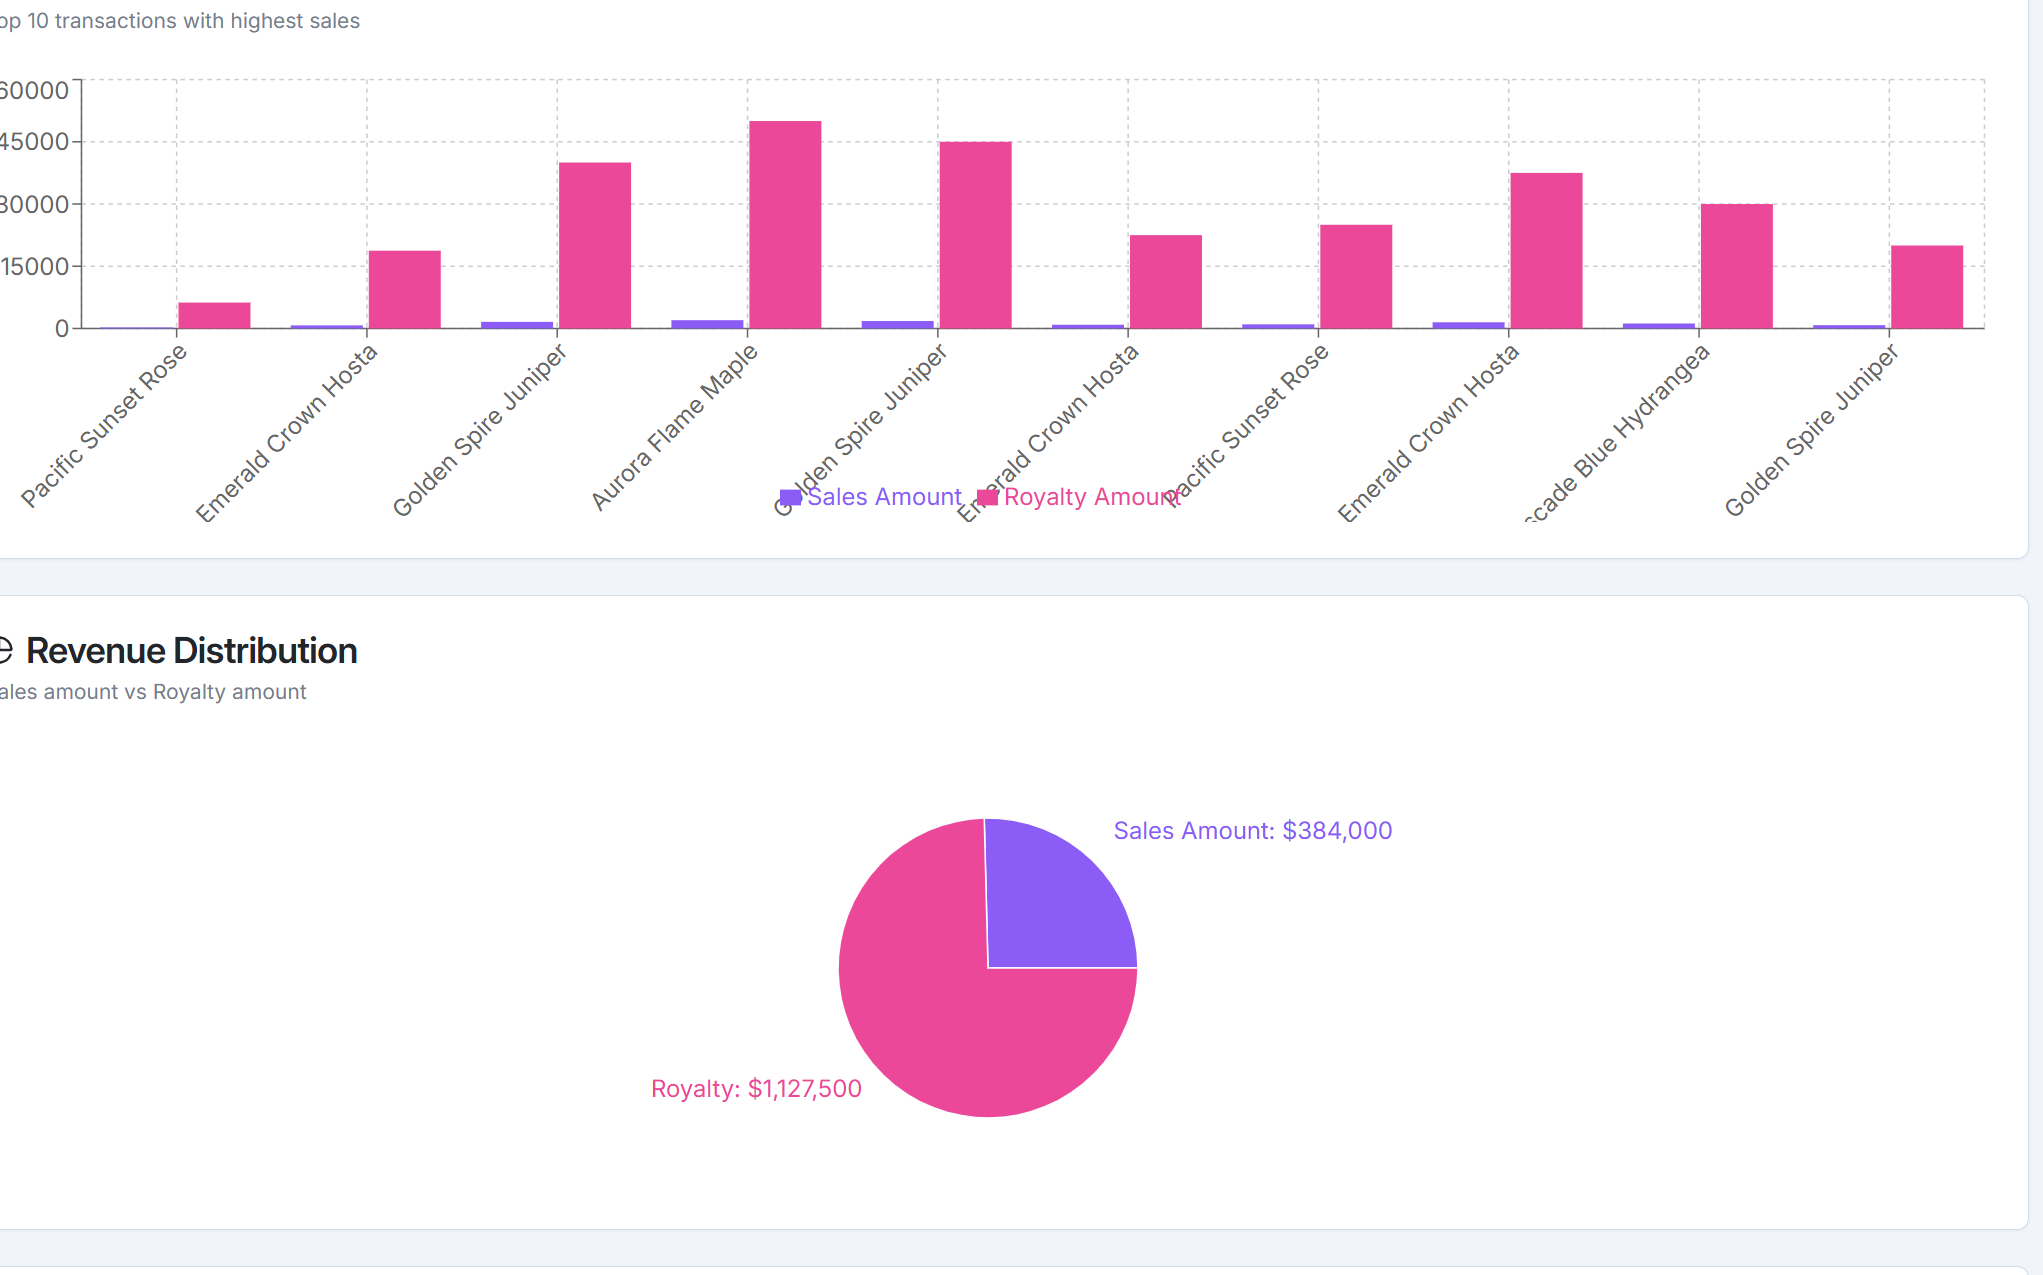 op 10 transactions with highest sales
60000
45000
30000
15000
0
Pacific Sunset Rose
Emerald Crown Hosta
Golden Spire Juniper
Aurora Flame Maple
Golden Spire Juniper
Emerald Crown Hosta
Pacific Sunset Rose
Emerald Crown Hosta
scade Blue Hydrangea
Golden Spire Juniper
Sales Amount
Royalty Amount
Revenue Distribution
ales amount vs Royalty amount
Sales Amount: $384,000
Royalty: $1,127,500